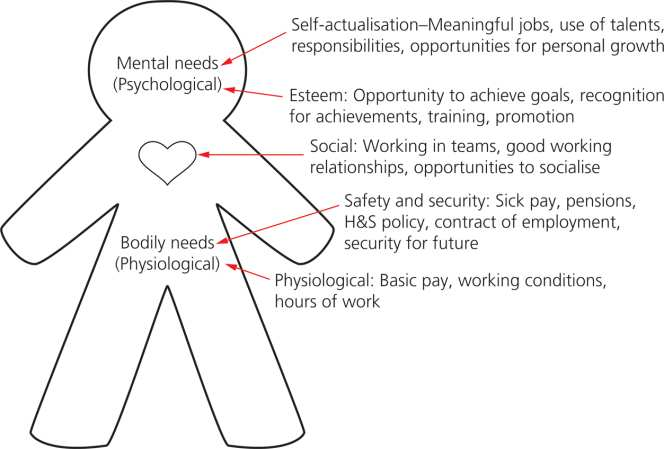 Self-actualisation–Meaningful jobs, use of talents,
responsibilities, opportunities for personal growth
Mental needs
(Psychological)
Esteem: Opportunity to achieve goals, recognition
for achievements, training, promotion
Social: Working in teams, good working
relationships, opportunities to socialise
Safety and security: Sick pay, pensions,
H&S policy, contract of employment,
security for future
Bodily needs
(Physiological)
Physiological: Basic pay, working conditions,
hours of work